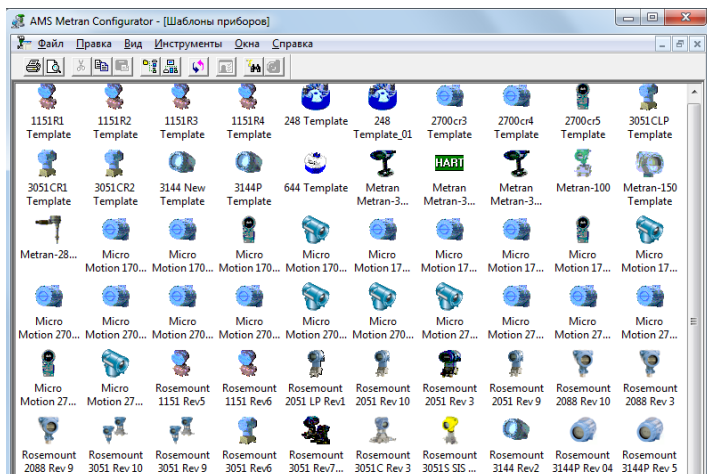 AMS Metran Configurator - [Шаблоны приборов]
Файл Правка Вид Инструменты Окна Справка
1151R1 Template 1151R2 Template 1151R3 Template 1151R4 Template 248 Template 248 Template_01 2700cr3 Template 2700cr4 Template 2700cr5 Template 3051CLP Template
3051CR1 Template 3051CR2 Template 3144 New Template 3144P Template 644 Template Metran Metran-3... HART Metran Metran-3... Metran Metran-3... Metran-100 Metran-150 Template
Metran-28... Micro Motion 170... Micro Motion 170... Micro Motion 170... Micro Motion 170... Micro Motion 170... Micro Motion 17... Micro Motion 17... Micro Motion 17... Micro Motion 17...
Micro Motion 270... Micro Motion 270... Micro Motion 270... Micro Motion 270... Micro Motion 270... Micro Motion 270... Micro Motion 27... Micro Motion 27... Micro Motion 27... Micro Motion 27...
Micro Motion 27... Micro Motion 27... Rosemount 1151 Rev5 Rosemount 1151 Rev6 Rosemount 2051 LP Rev1 Rosemount 2051 Rev 10 Rosemount 2051 Rev 3 Rosemount 2051 Rev 9 Rosemount 2088 Rev 10 Rosemount 2088 Rev 3
Rosemount 2088 Rev 9 Rosemount 3051 Rev 10 Rosemount 3051 Rev 9 Rosemount 3051 Rev6 Rosemount 3051 Rev7... Rosemount 3051C Rev 3 Rosemount 3051S SIS ... Rosemount 3144 Rev2 Rosemount 3144P Rev 04 Rosemount 3144P Rev 5